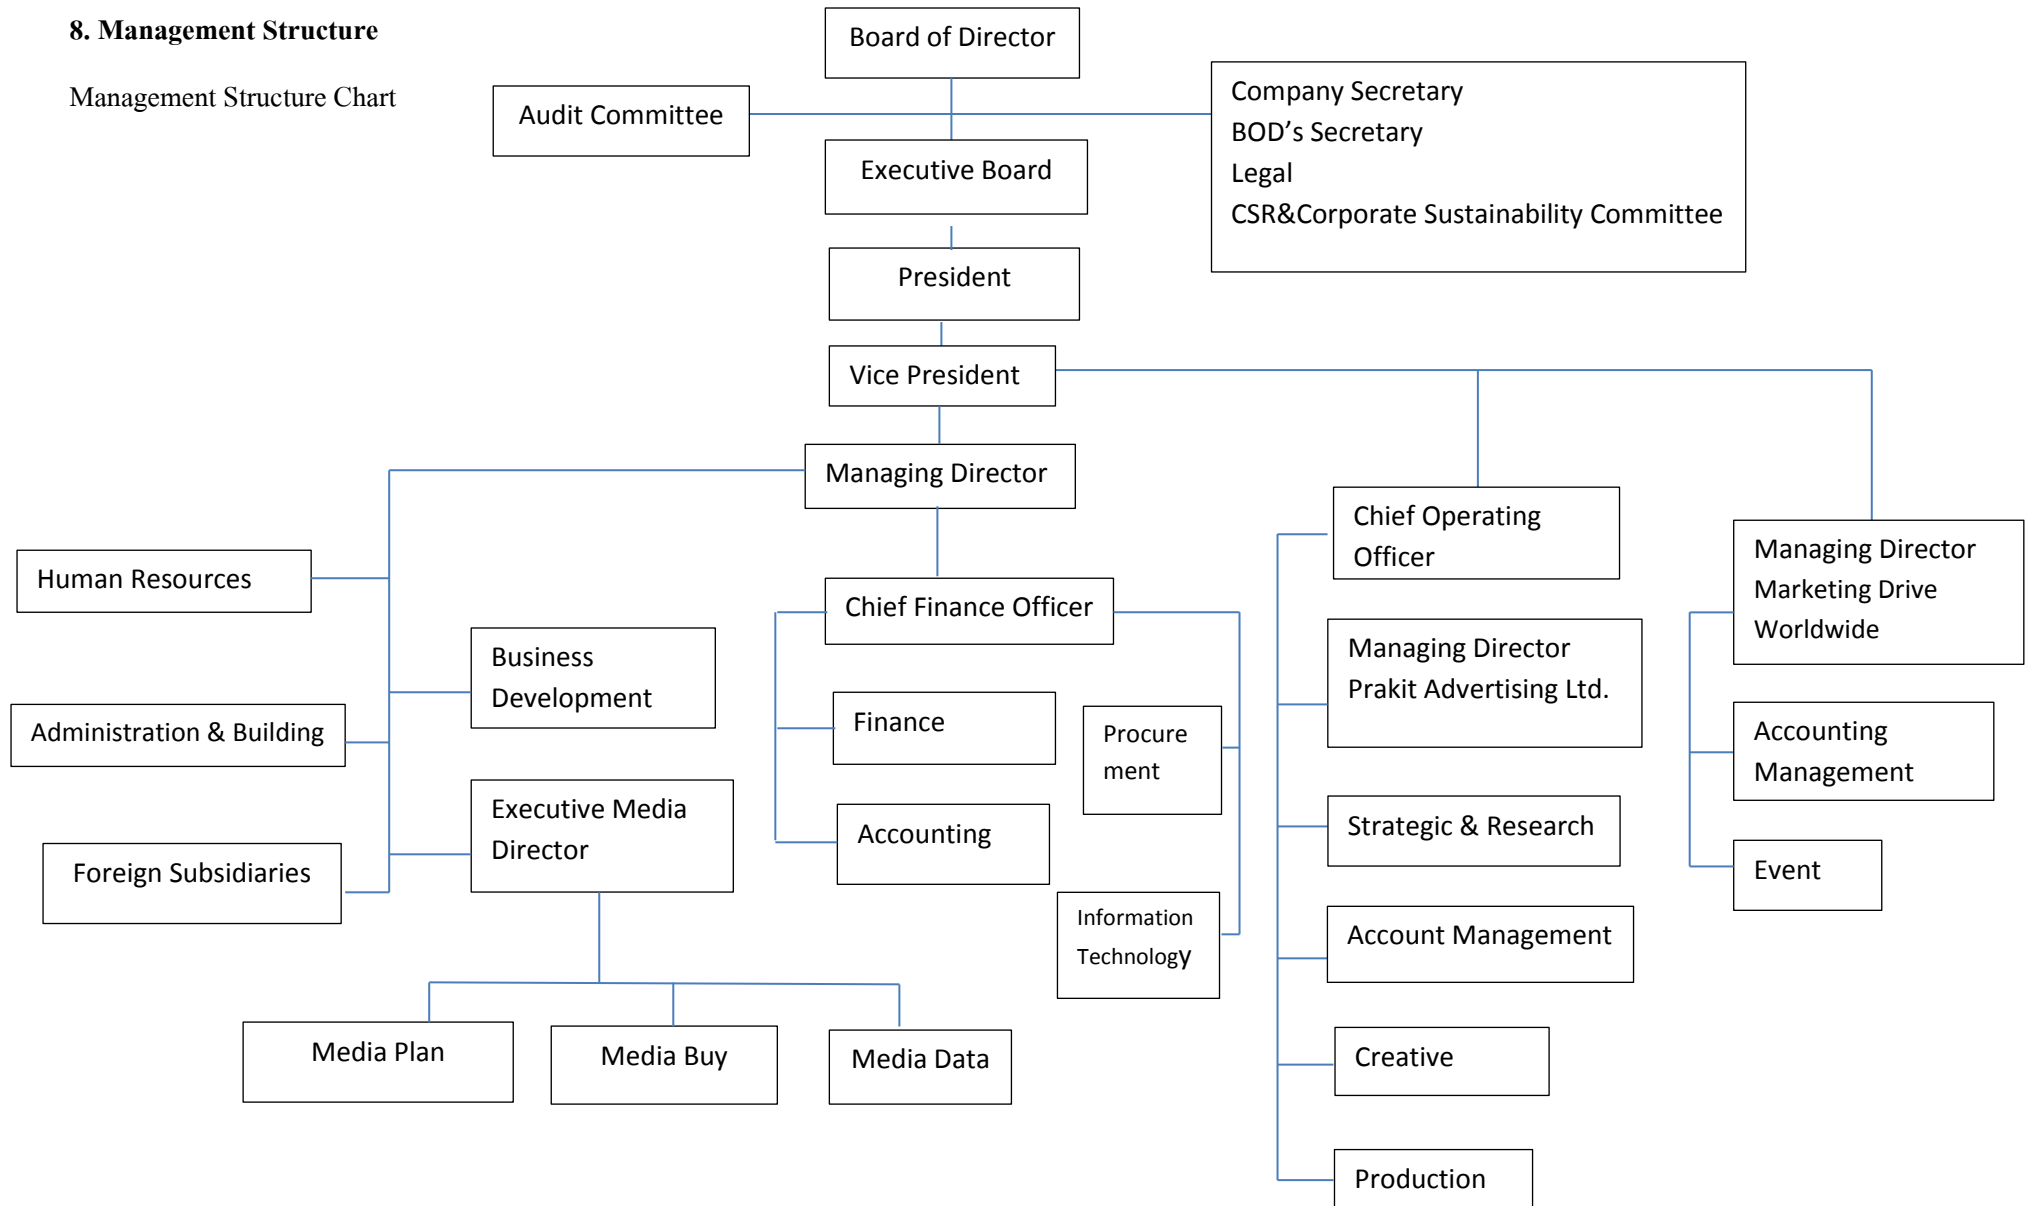 8. Management Structure
Management Structure Chart
Board of Director
Audit Committee
Company Secretary
BOD’s Secretary
Legal
CSR&Corporate Sustainability Committee
Executive Board
President
Vice President
Managing Director
Human Resources
Administration & Building
Foreign Subsidiaries
Business
Development
Executive Media
Director
Media Plan
Media Buy
Media Data
Chief Finance Officer
Finance
Accounting
Procure
ment
Information
Technology
Chief Operating
Officer
Managing Director
Prakit Advertising Ltd.
Strategic & Research
Account Management
Creative
Production
Managing Director
Marketing Drive
Worldwide
Accounting
Management
Event